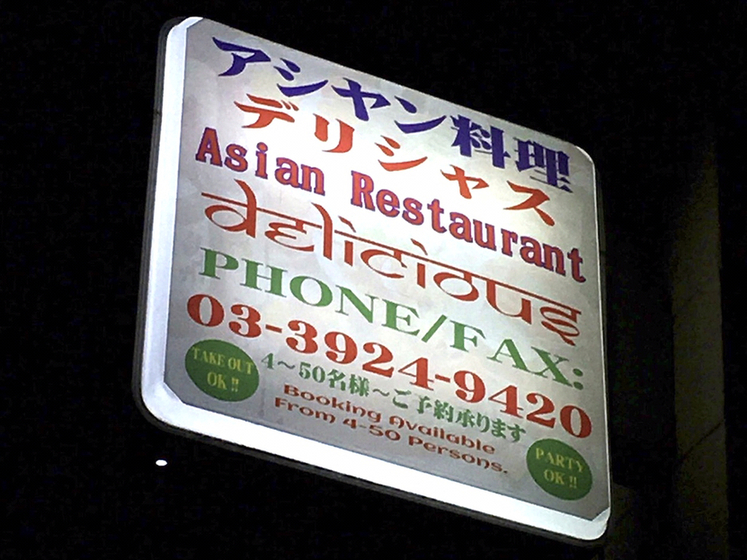 アシヤン料理
デリシャス
Asian Restaurant
delicious
PHONE/FAX:
03-3924-9420
TAKE OUT
OK!!
4～50名様～ご予約承ります
Booking Available
From 4-50 Persons.
PARTY
OK!!